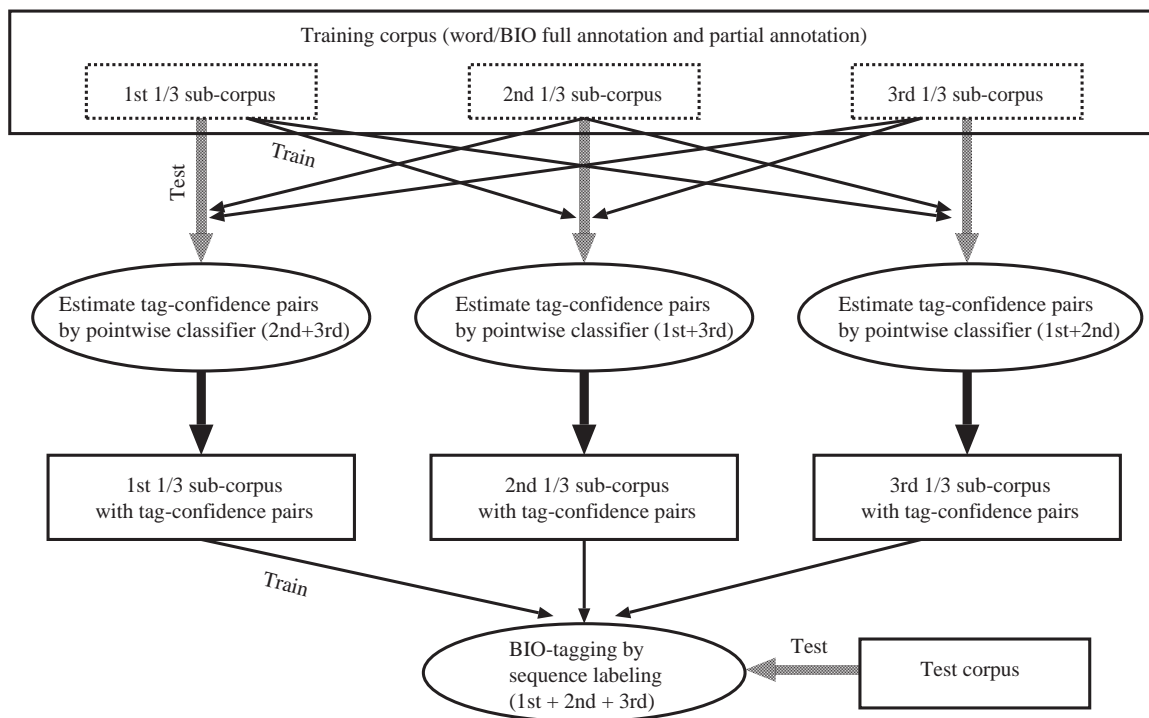 Training corpus (word/BIO full annotation and partial annotation)
1st 1/3 sub-corpus
2nd 1/3 sub-corpus
3rd 1/3 sub-corpus
Train
Test
Estimate tag-confidence pairs
by pointwise classifier (2nd+3rd)
Estimate tag-confidence pairs
by pointwise classifier (1st+3rd)
Estimate tag-confidence pairs
by pointwise classifier (1st+2nd)
1st 1/3 sub-corpus
with tag-confidence pairs
2nd 1/3 sub-corpus
with tag-confidence pairs
3rd 1/3 sub-corpus
with tag-confidence pairs
Train
BIO-tagging by
sequence labeling
(1st + 2nd + 3rd)
Test
Test corpus